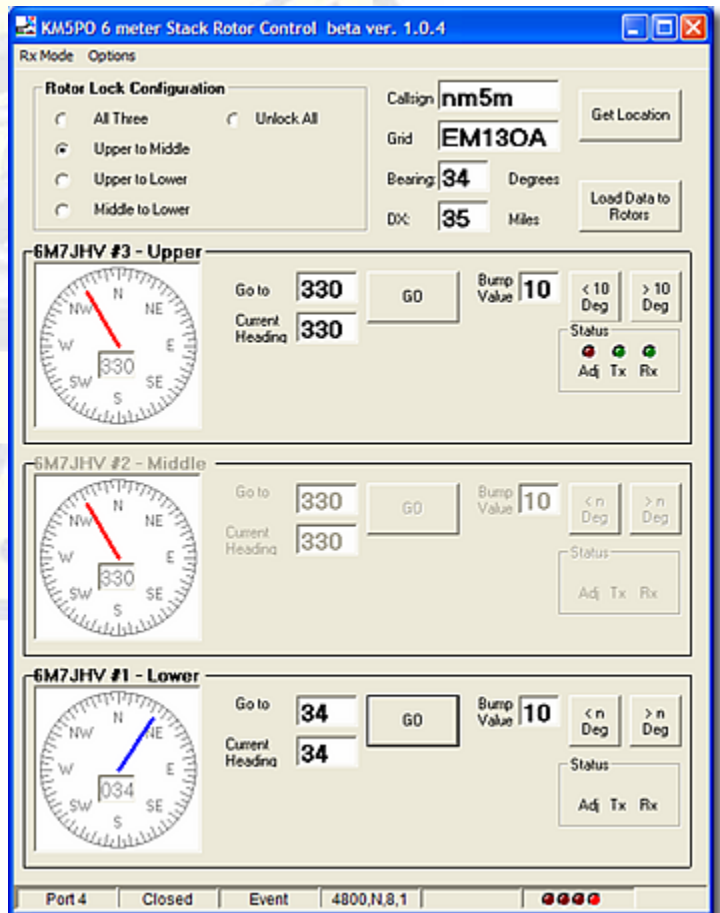 KM5PO 6 meter Stack Rotor Control beta ver. 1.0.4
Rx Mode Options
Rotor Lock Configuration
All Three
Unlock All
Upper to Middle
Upper to Lower
Middle to Lower
Callsign nm5m
Grid EM13OA
Bearing: 34 Degrees
DX: 35 Miles
Get Location
Load Data to
Rotors
6M7JHV #3 - Upper
N
NE
E
SE
S
SW
W
NW
330
Go to 330
Current
Heading 330
GO
Bump
Value 10
< 10
Deg
> 10
Deg
Status
Adj Tx Rx
6M7JHV #2 - Middle
N
NE
E
SE
S
SW
W
NW
330
Go to 330
Current
Heading 330
GO
Bump
Value 10
< n
Deg
> n
Deg
Status
Adj Tx Rx
6M7JHV #1 - Lower
N
NE
E
SE
S
SW
W
NW
034
Go to 34
Current
Heading 34
GO
Bump
Value 10
< n
Deg
> n
Deg
Status
Adj Tx Rx
Port 4 Closed Event 4800,N,8,1